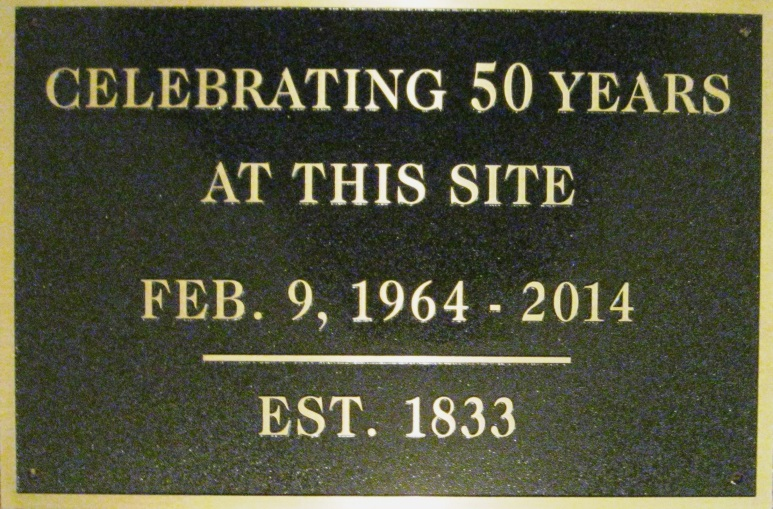 CELEBRATING 50 YEARS
AT THIS SITE
FEB. 9, 1964 - 2014
EST. 1833